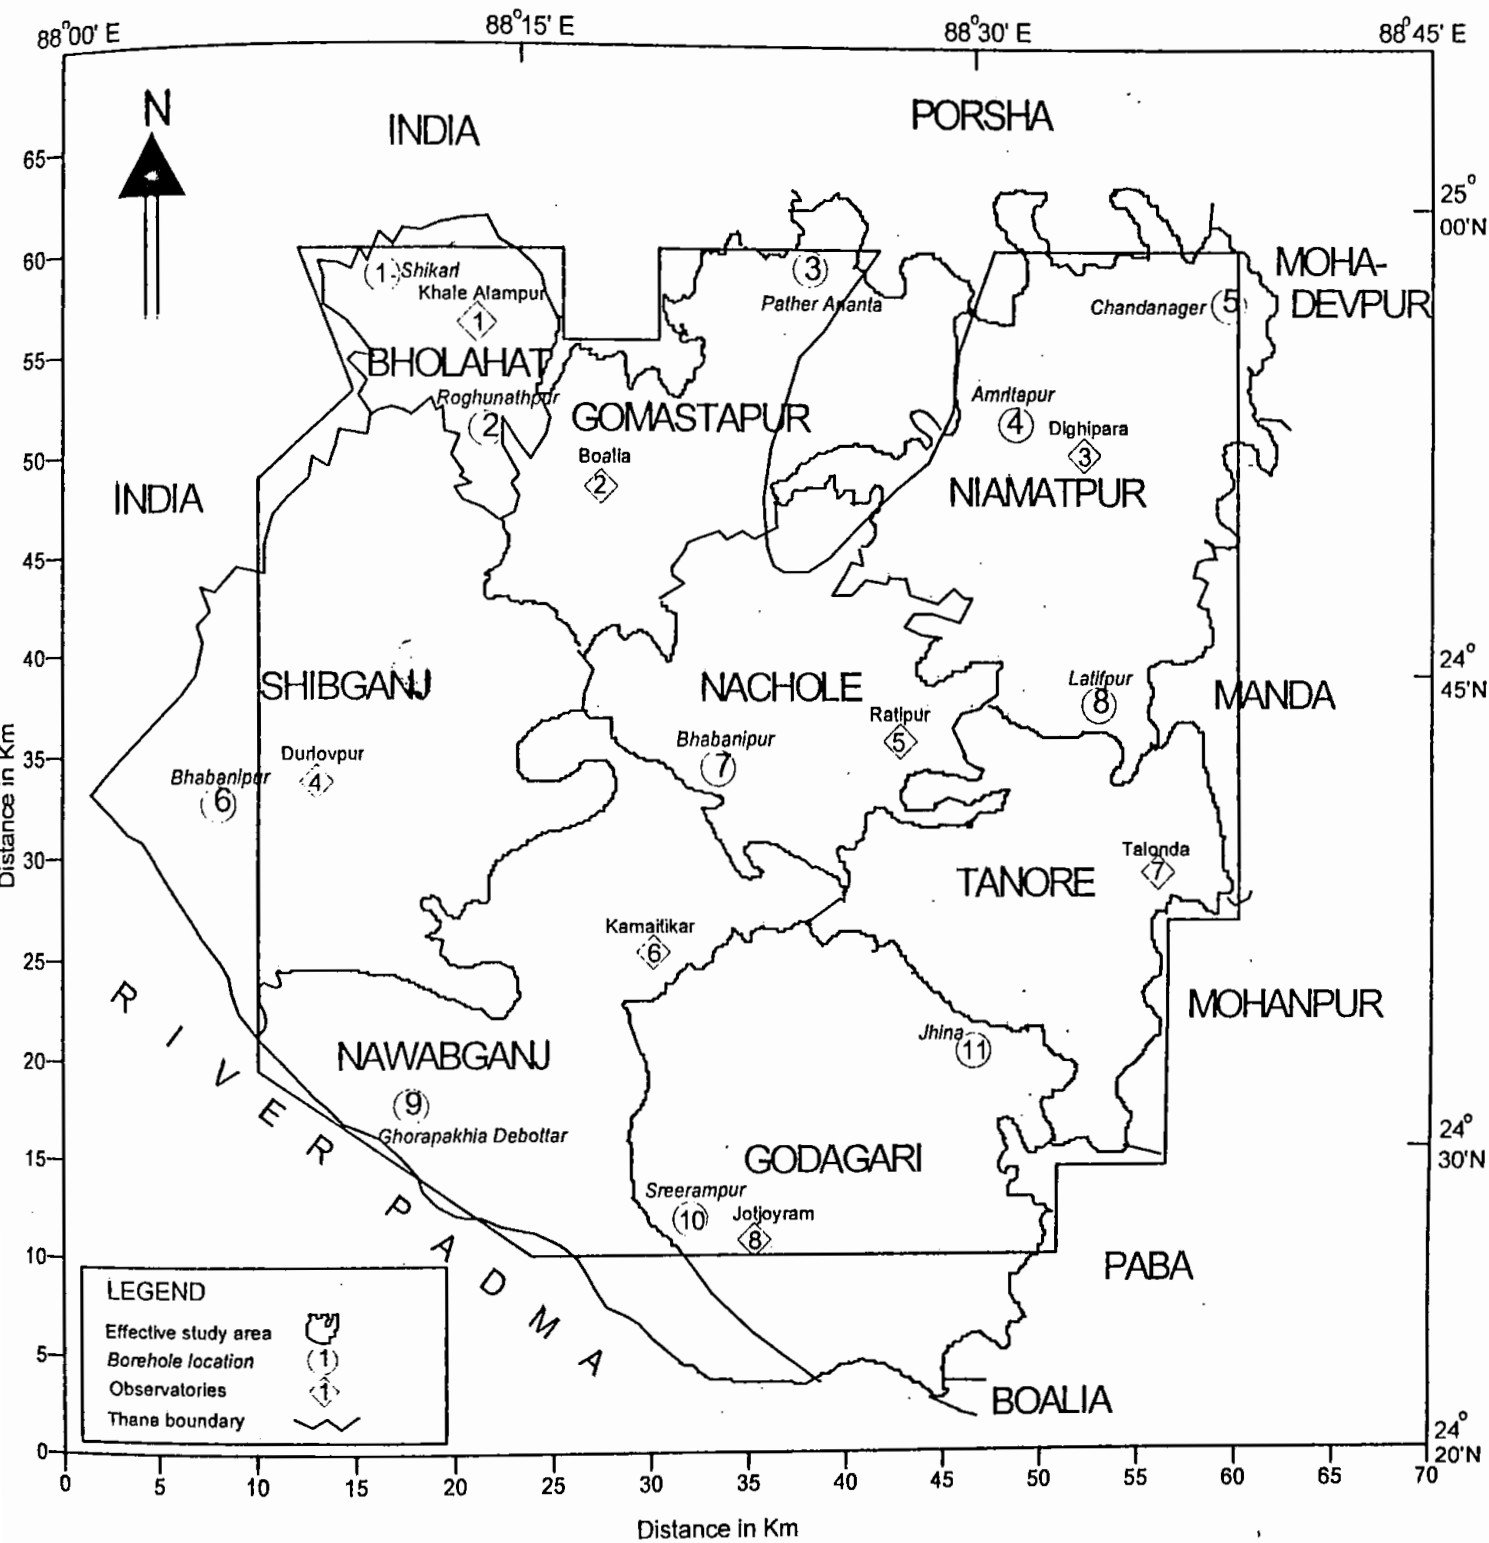 88°00' E
88°15' E
88°30' E
88°45' E
N
INDIA
PORSHA
65
25°
00'N
60
1
Shikari
3
MOHA-
DEVPUR
Khale Alampur
1
Pather Ananta
Chandanager
5
55
BHOLAHAT
Roghunathpur
2
GOMASTAPUR
Amritapur
4
Dighipara
3
50
Boalia
2
INDIA
NIAMATPUR
45
40
24°
45'N
SHIBGANJ
NACHOLE
Latifpur
8
MANDA
Ratipur
5
35
Durlovpur
4
Bhabanipur
6
Bhabanipur
7
Distance in Km
30
Talonda
7
TANORE
Kamaitikar
6
25
RIVER PADMA
MOHANPUR
20
NAWABGANJ
Jhina
11
9
Ghorapakhia Debottar
24°
30'N
15
GODAGARI
Sreerampur
10
Jotjoyram
8
10
PABA
LEGEND
Effective study area
Borehole location
1
Observatories
1
Thana boundary
5
BOALIA
24°
20'N
0
0 5 10 15 20 25 30 35 40 45 50 55 60 65 70
Distance in Km